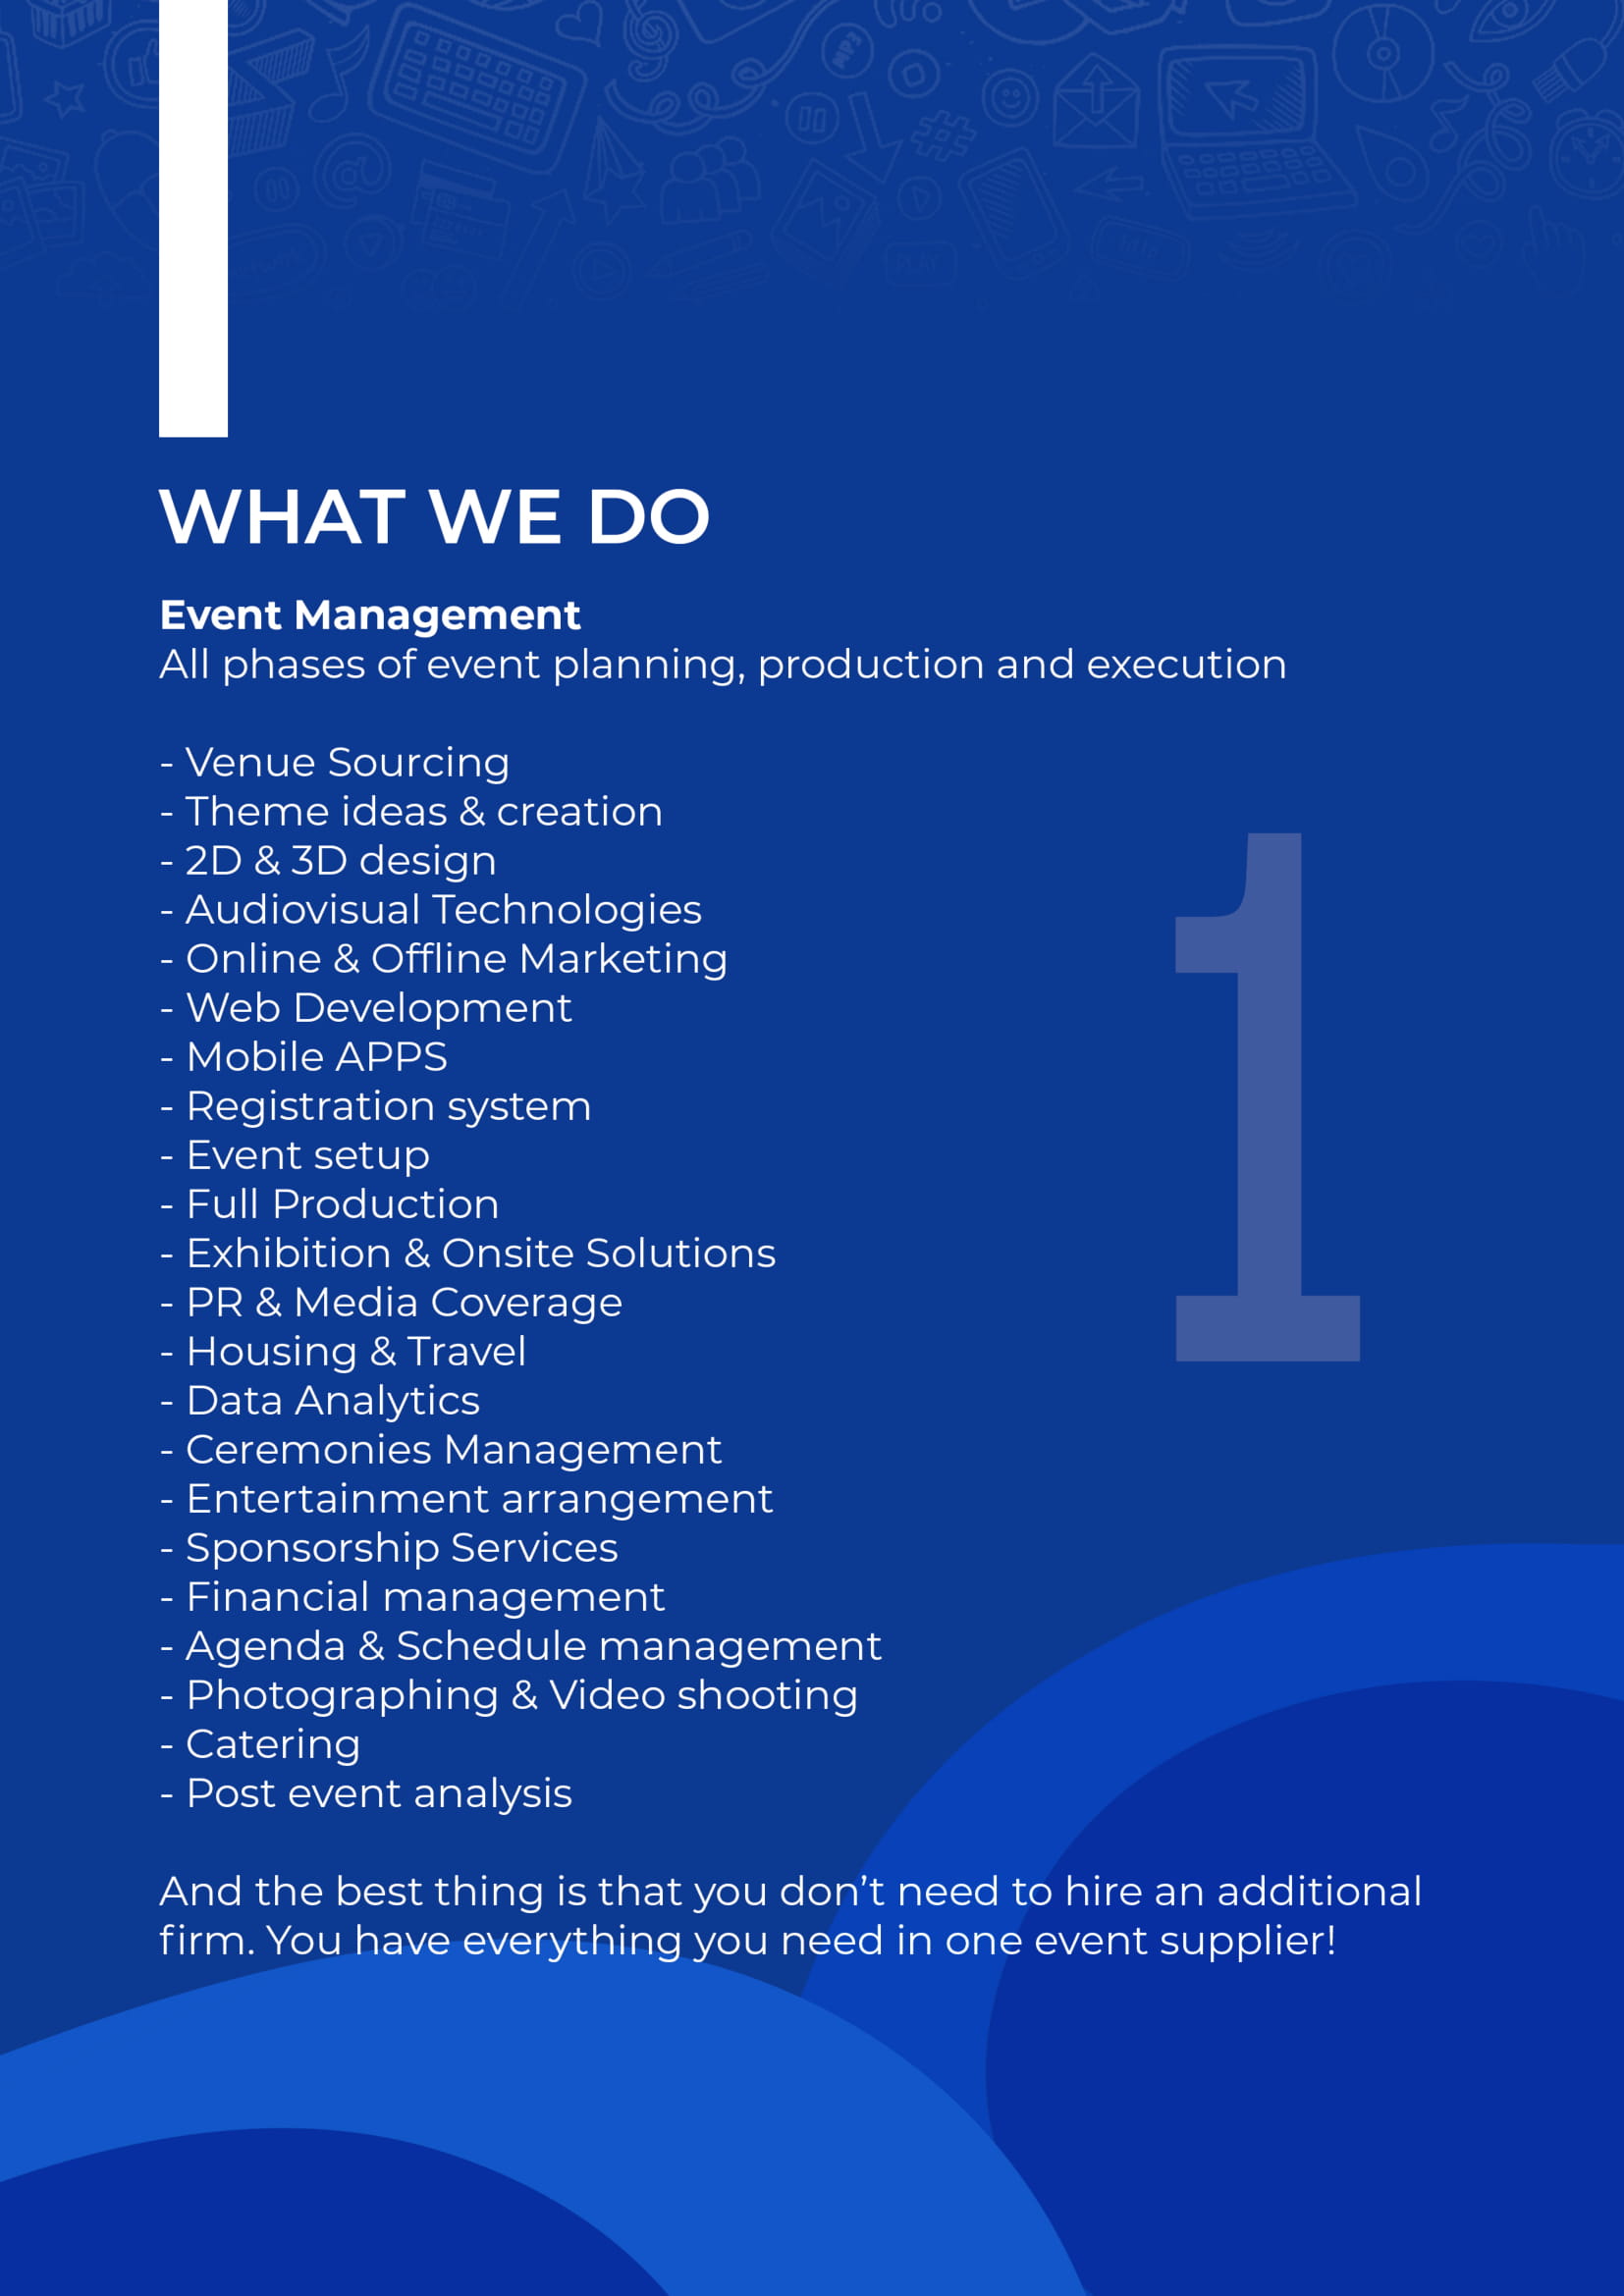 MP3
PLAY
WHAT WE DO
Event Management
All phases of event planning, production and execution
- Venue Sourcing
- Theme ideas & creation
- 2D & 3D design
- Audiovisual Technologies
- Online & Offline Marketing
- Web Development
- Mobile APPS
- Registration system
- Event setup
- Full Production
- Exhibition & Onsite Solutions
- PR & Media Coverage
- Housing & Travel
- Data Analytics
- Ceremonies Management
- Entertainment arrangement
- Sponsorship Services
- Financial management
- Agenda & Schedule management
- Photographing & Video shooting
- Catering
- Post event analysis
1
And the best thing is that you don’t need to hire an additional
firm. You have everything you need in one event supplier!